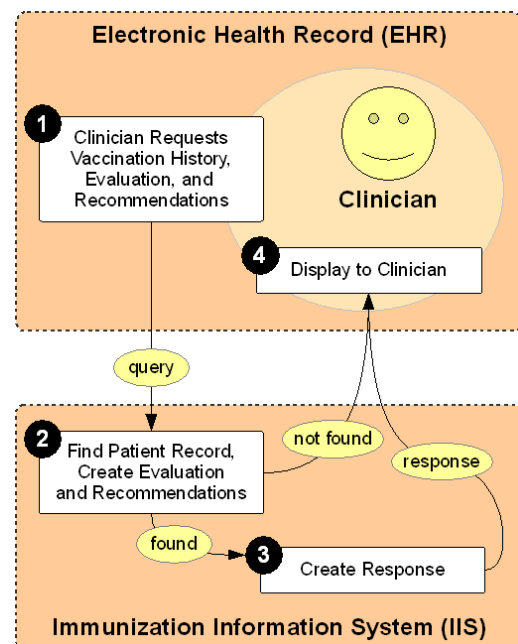 Electronic Health Record (EHR)
1
Clinician Requests
Vaccination History,
Evaluation, and
Recommendations
Clinician
4
Display to Clinician
query
2
Find Patient Record,
Create Evaluation
and Recommendations
not found
response
found
3
Create Response
Immunization Information System (IIS)